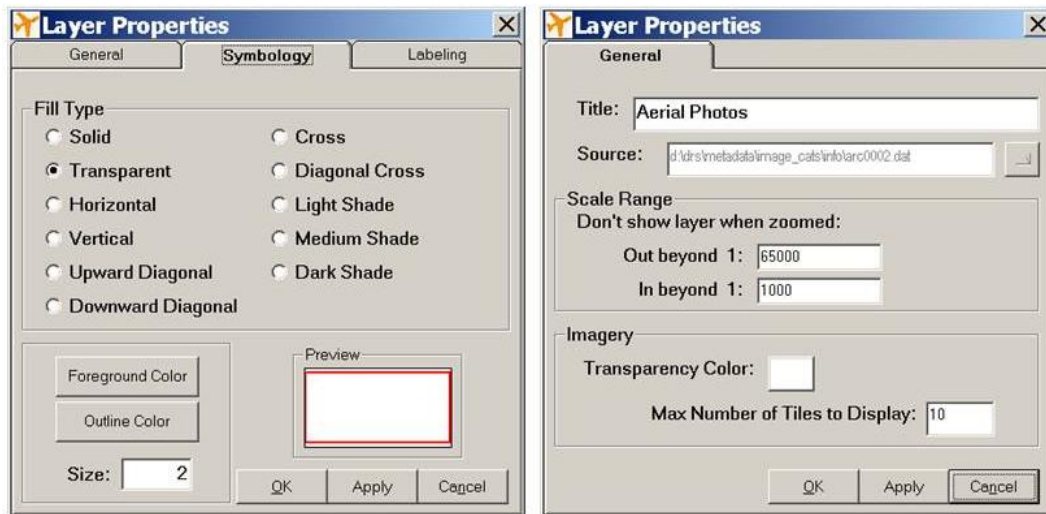 Layer Properties
General Symbology Labeling
Fill Type
Solid Cross
Transparent Diagonal Cross
Horizontal Light Shade
Vertical Medium Shade
Upward Diagonal Dark Shade
Downward Diagonal
Foreground Color
Outline Color
Size: 2
Preview
OK Apply Cancel
Layer Properties
General
Title: Aerial Photos
Source: d:\drs\metadata\image_cats\info\arc0002.dat
Scale Range
Don't show layer when zoomed:
Out beyond 1: 65000
In beyond 1: 1000
Imagery
Transparency Color:
Max Number of Tiles to Display: 10
OK Apply Cancel